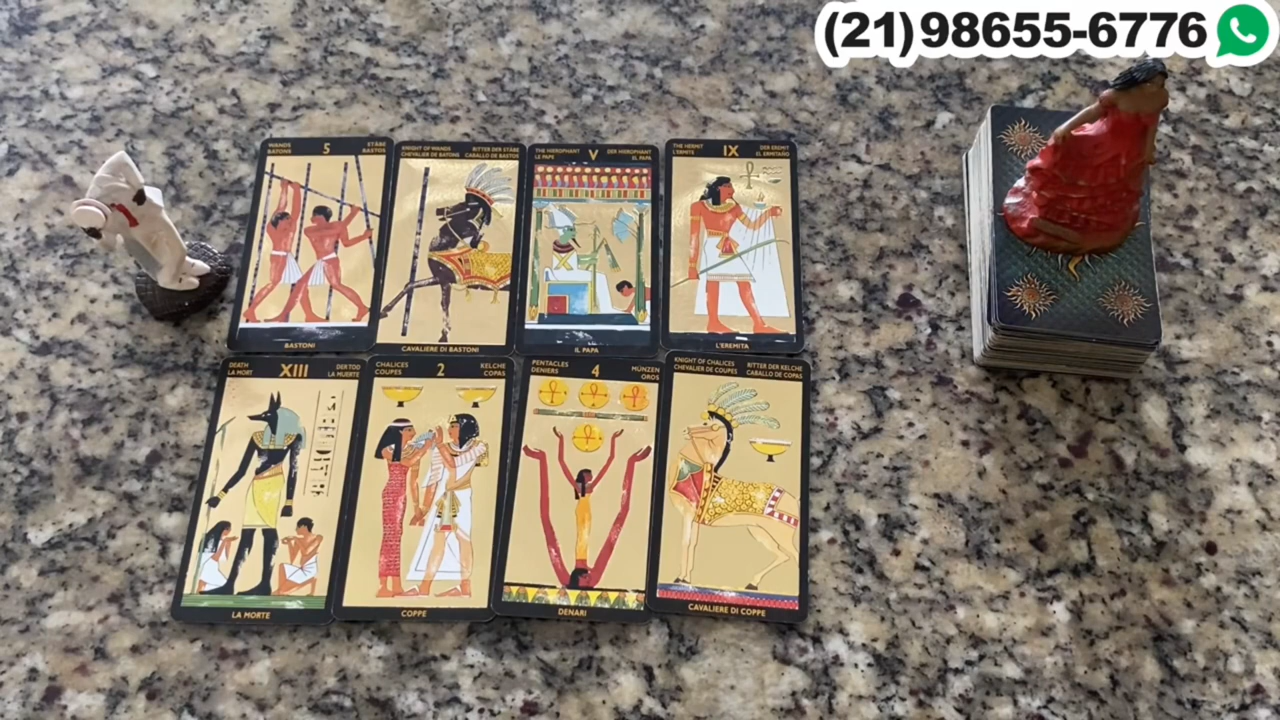 (21)98655-6776
WANDS 5 STÄBE
BATONS BASTOS
BASTONI
KNIGHT OF WANDS RITTER DER STÄBE
CHEVALIER DE BATONS CABALLO DE BASTOS
CAVALIERE DI BASTONI
THE HIEROPHANT V DER HIEROPHANT
LE PAPE EL PAPA
IL PAPA
THE HERMIT IX DER EREMIT
L'ERMITE EL ERMITAÑO
L'EREMITA
DEATH XIII DER TOD
LA MORT LA MUERTE
LA MORTE
CHALICES 2 KELCHE
COUPES COPAS
COPPE
PENTACLES 4 MÜNZEN
DENIERS OROS
DENARI
KNIGHT OF CHALICES RITTER DER KELCHE
CHEVALIER DE COUPES CABALLO DE COPAS
CAVALIERE DI COPPE